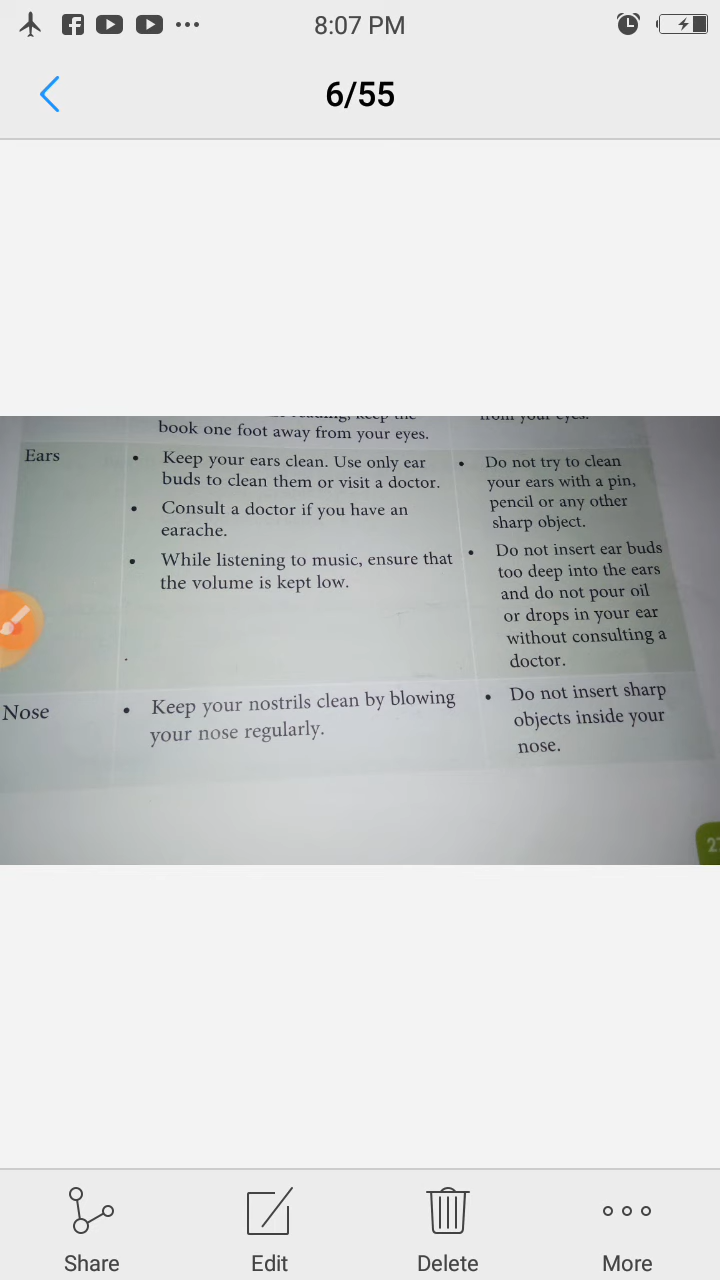 8:07 PM
6/55
book one foot away from your eyes.
from your eyes.
Ears
• Keep your ears clean. Use only ear
buds to clean them or visit a doctor.
• Consult a doctor if you have an
earache.
• While listening to music, ensure that
the volume is kept low.
• Do not try to clean
your ears with a pin,
pencil or any other
sharp object.
• Do not insert ear buds
too deep into the ears
and do not pour oil
or drops in your ear
without consulting a
doctor.
Nose
• Keep your nostrils clean by blowing
your nose regularly.
• Do not insert sharp
objects inside your
nose.
Share
Edit
Delete
More